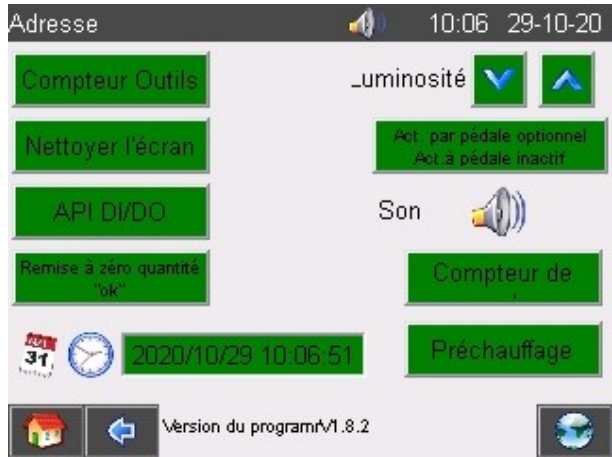 Adresse 10:06 29-10-20
Compteur Outils
Luminosité
Nettoyer l'écran
Act. par pédale optionnel
Act.à pédale inactif
API DI/DO
Son
Remise à zéro quantité
"ok"
Compteur de
31
2020/10/29 10:06:51
Préchauffage
Version du program V1.8.2